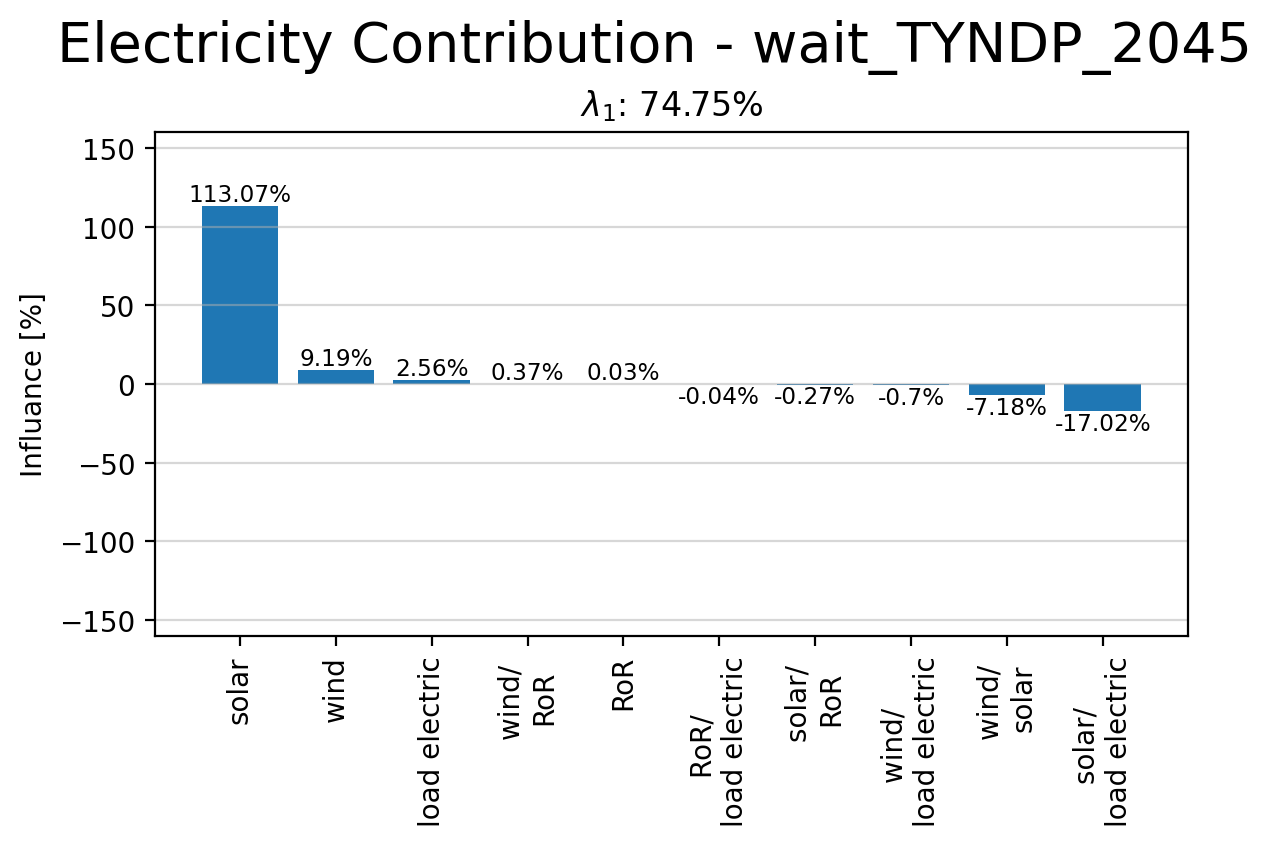 Electricity Contribution - wait_TYNDP_2045
λ₁: 74.75%
Influance [%]
150
100
50
0
−50
−100
−150
113.07%
9.19%
2.56%
0.37%
0.03%
-0.04%
-0.27%
-0.7%
-7.18%
-17.02%
solar
wind
load electric
wind/
RoR
RoR
RoR/
load electric
solar/
RoR
wind/
load electric
wind/
solar
solar/
load electric